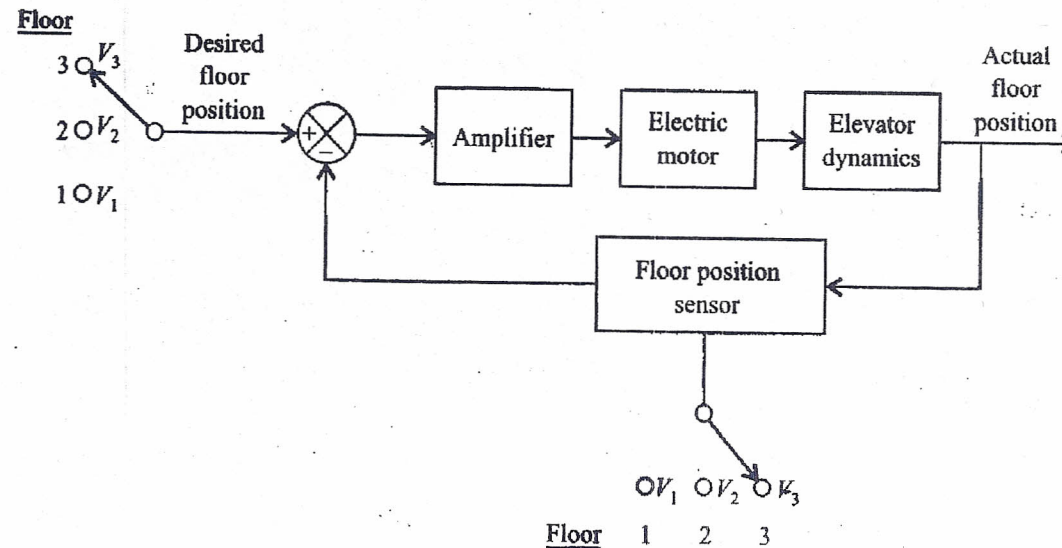 Floor
3 V₃
2 V₂
1 V₁
Desired
floor
position
+
−
Amplifier
Electric
motor
Elevator
dynamics
Actual
floor
position
Floor position
sensor
V₁ V₂ V₃
Floor 1 2 3